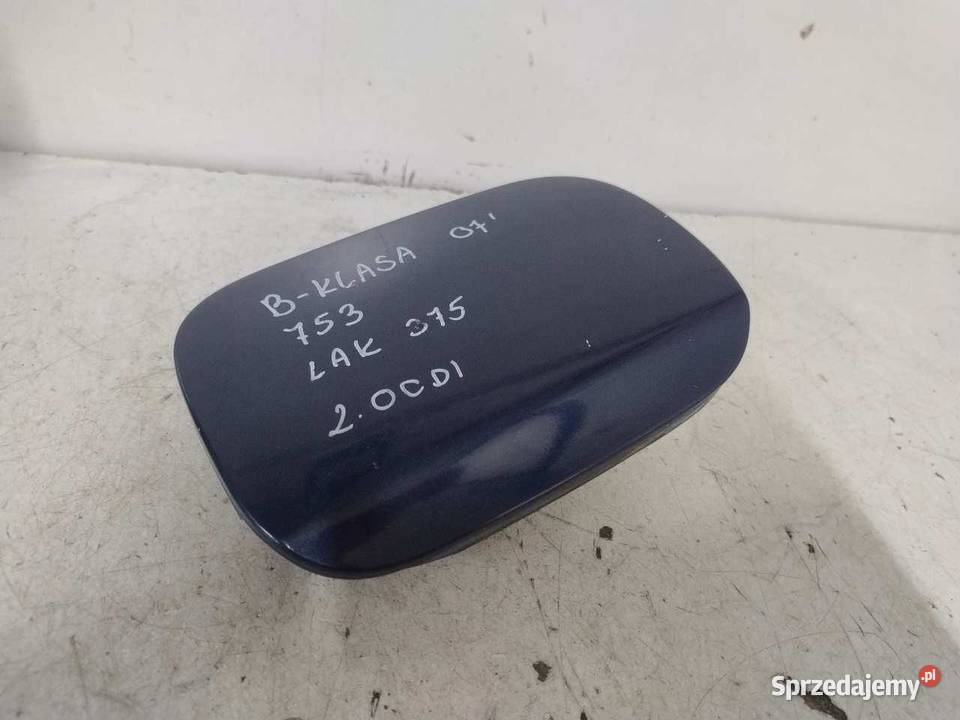 B-KLASA 07'
753
LAK 375
2.0CDI
Sprzedajemy.pl